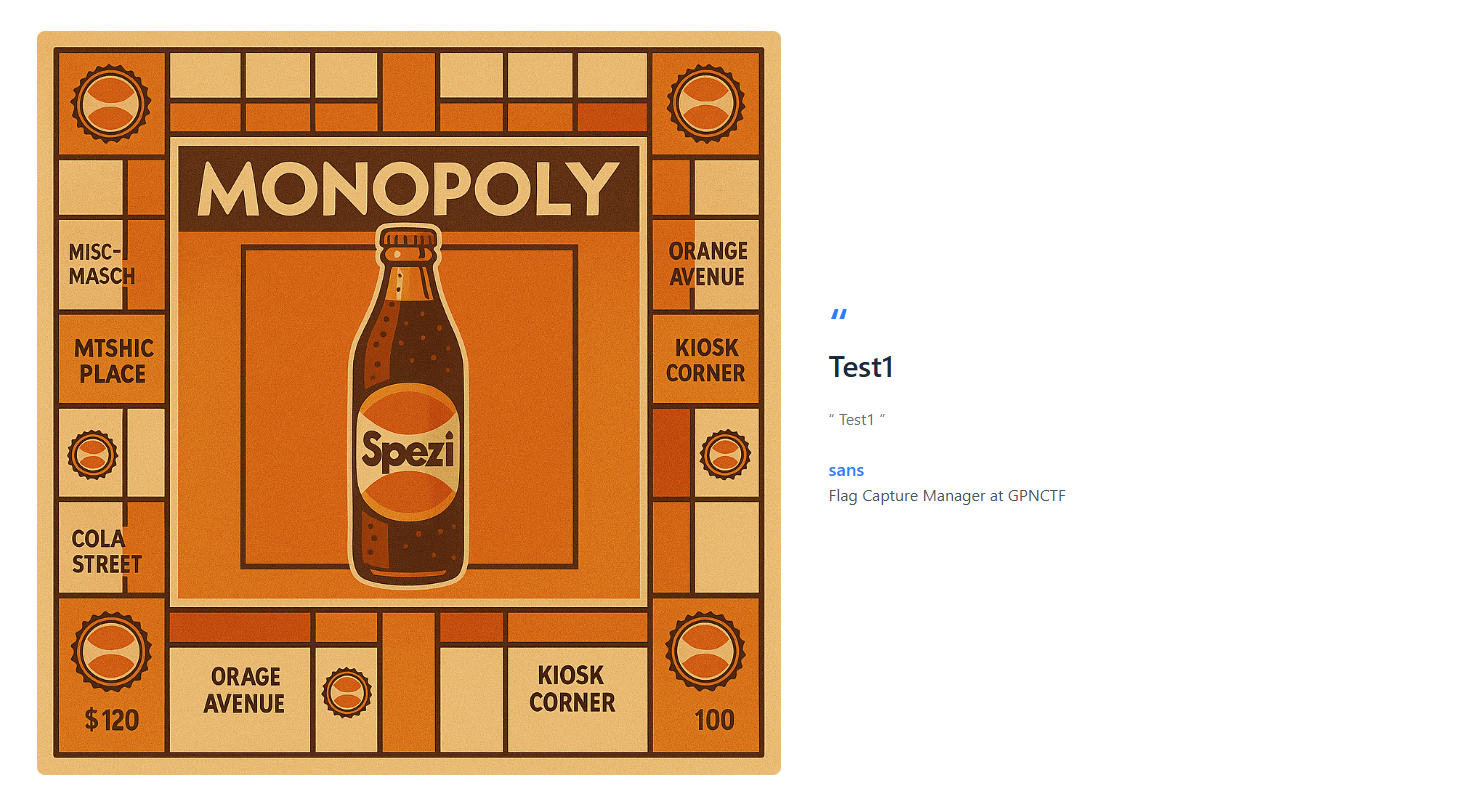 MONOPOLY
MISC-
MASCH
ORANGE
AVENUE
MTSHIC
PLACE
KIOSK
CORNER
Spezi
COLA
STREET
$120
ORAGE
AVENUE
KIOSK
CORNER
100
“
Test1
“ Test1 ”
sans
Flag Capture Manager at GPNCTF